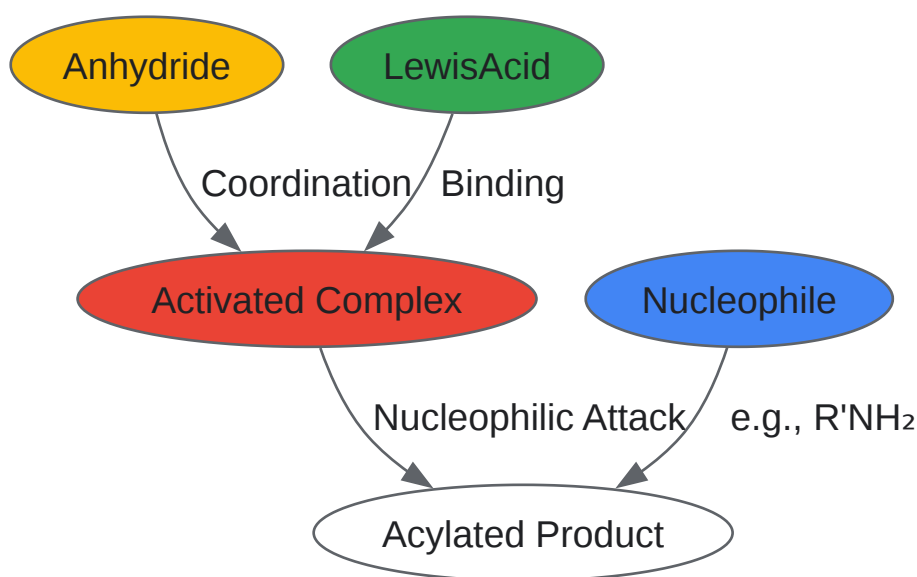 Anhydride
LewisAcid
Coordination
Binding
Activated Complex
Nucleophile
Nucleophilic Attack
e.g., R'NH₂
Acylated Product